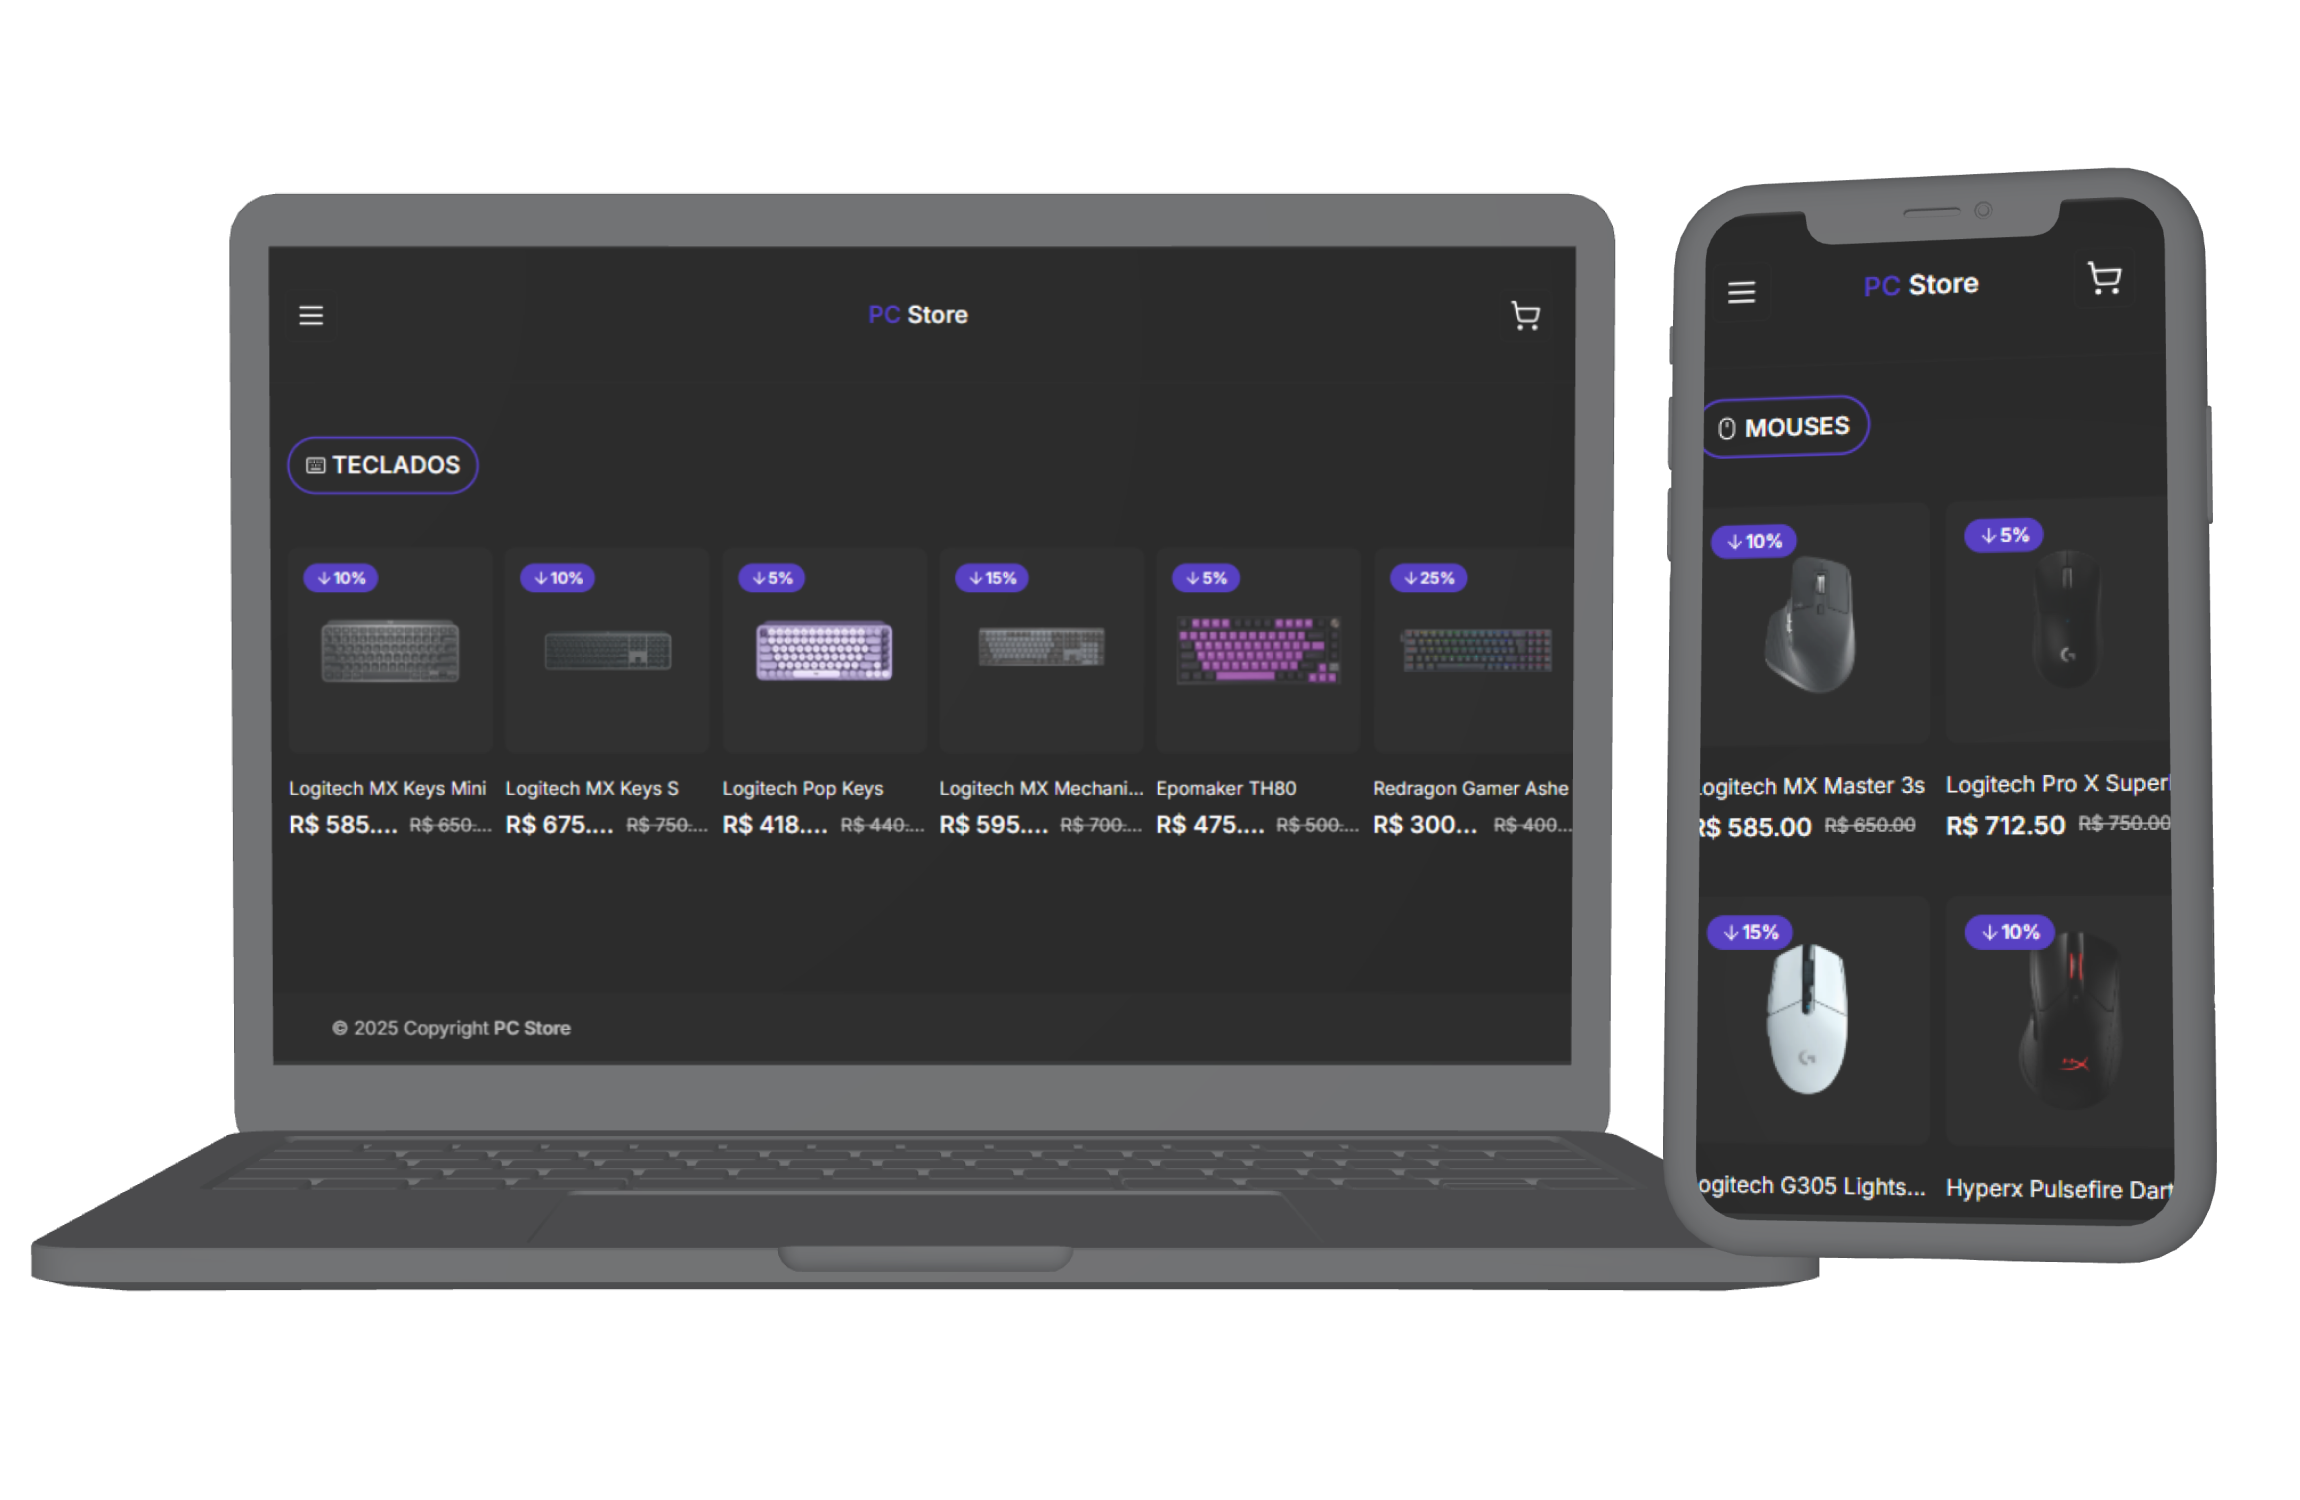 PC Store
TECLADOS
↓10% ↓10% ↓5% ↓15% ↓5% ↓25%
Logitech MX Keys Mini Logitech MX Keys S Logitech Pop Keys Logitech MX Mechani... Epomaker TH80 Redragon Gamer Ashe
R$ 585.... R$ 650.... R$ 675.... R$ 750.... R$ 418.... R$ 440.... R$ 595.... R$ 700.... R$ 475.... R$ 500.... R$ 300... R$ 400...
© 2025 Copyright PC Store
PC Store
MOUSES
↓10% ↓5%
ogitech MX Master 3s Logitech Pro X Super
R$ 585.00 R$ 650.00 R$ 712.50 R$ 750.00
↓15% ↓10%
ogitech G305 Lights... Hyperx Pulsefire Dart